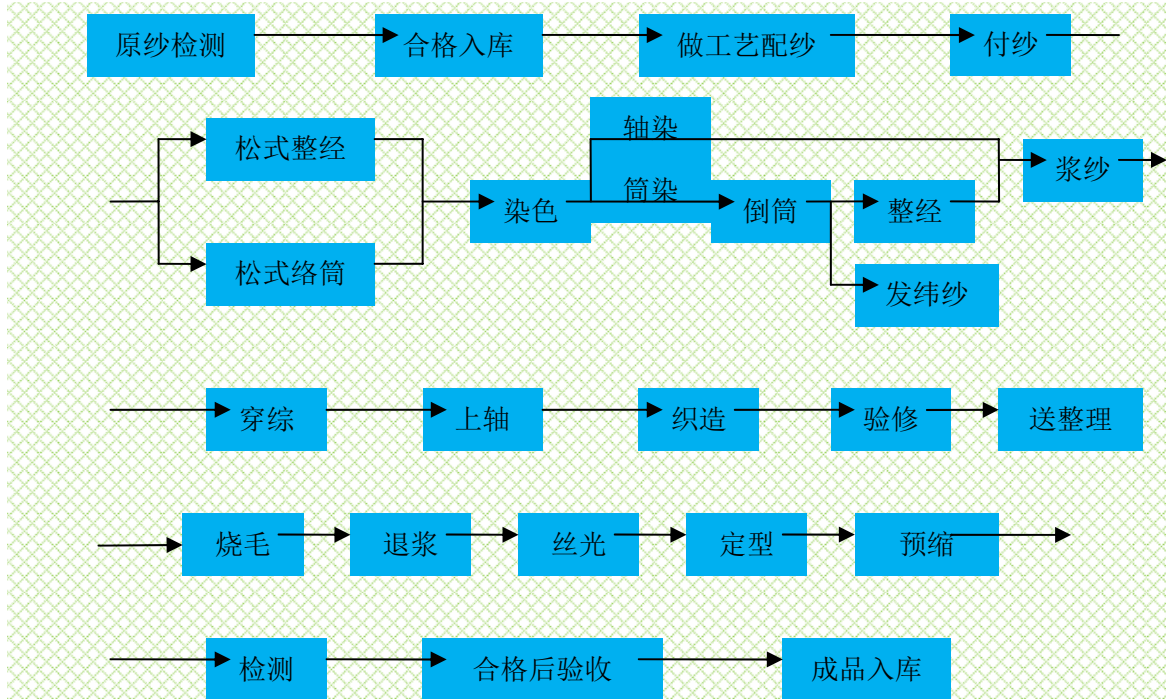 原纱检测 合格入库 做工艺配纱 付纱
轴染
松式整经
浆纱
筒染
染色 倒筒 整经
松式络筒
发纬纱
穿综 上轴 织造 验修 送整理
烧毛 退浆 丝光 定型 预缩
检测 合格后验收 成品入库